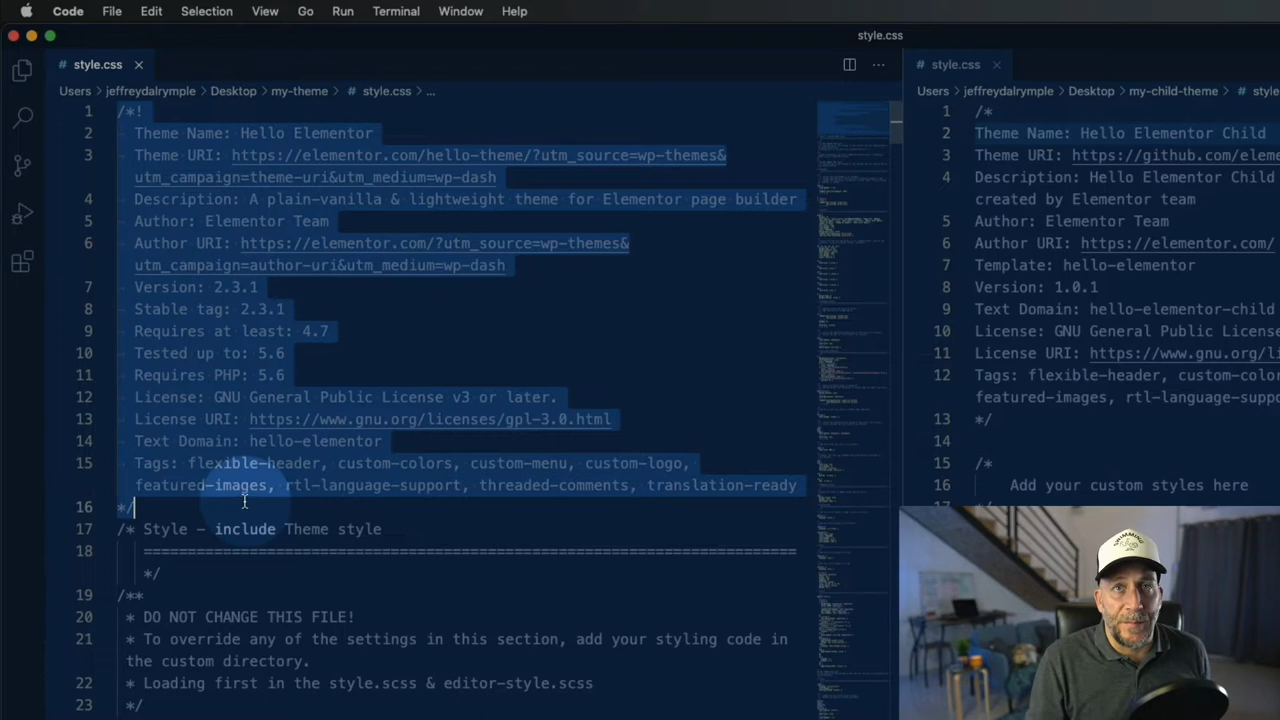 Code File Edit Selection View Go Run Terminal Window Help
style.css
style.css
Users jeffreydalrymple Desktop my-theme style.css ...
1 /*!
2 Theme Name: Hello Elementor
3 Theme URI: https://elementor.com/hello-theme/?utm_source=wp-themes&
utm_campaign=theme-uri&utm_medium=wp-dash
4 Description: A plain-vanilla & lightweight theme for Elementor page builder
5 Author: Elementor Team
6 Author URI: https://elementor.com/?utm_source=wp-themes&
utm_campaign=author-uri&utm_medium=wp-dash
7 Version: 2.3.1
8 Stable tag: 2.3.1
9 Requires at least: 4.7
10 Tested up to: 5.6
11 Requires PHP: 5.6
12 License: GNU General Public License v3 or later.
13 License URI: https://www.gnu.org/licenses/gpl-3.0.html
14 Text Domain: hello-elementor
15 Tags: flexible-header, custom-colors, custom-menu, custom-logo,
featured-images, rtl-language-support, threaded-comments, translation-ready
16 */
17 /* Style - include Theme style
18 ==========================================================================
*/
19 /**
20 * DO NOT CHANGE THIS FILE!
21 * To override any of the settings in this section, add your styling code in
the custom directory.
22 * Loading first in the style.scss & editor-style.scss
23 */
style.css
Users jeffreydalrymple Desktop my-child-theme style
1 /*
2 Theme Name: Hello Elementor Child
3 Theme URI: https://github.com/eleme
4 Description: Hello Elementor Child
created by Elementor team
5 Author: Elementor Team
6 Author URI: https://elementor.com/
7 Template: hello-elementor
8 Version: 1.0.1
9 Text Domain: hello-elementor-child
10 License: GNU General Public License
11 License URI: https://www.gnu.org/li
12 Tags: flexible-header, custom-color
featured-images, rtl-language-suppo
13 */
14
15 /*
16 Add your custom styles here